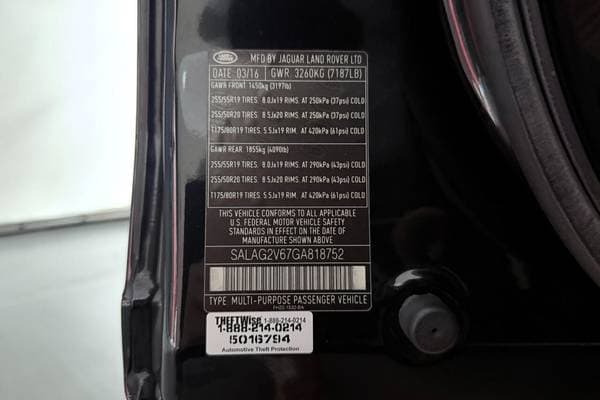 LAND ROVER
MFD BY JAGUAR LAND ROVER LTD
DATE 03/16 GWR 3260KG (7187LB)
GAWR FRONT 1450kg (3197lb)
255/55R19 TIRES. 8.0Jx19 RIMS. AT 250kPa (37psi) COLD
255/50R20 TIRES. 8.5Jx20 RIMS. AT 250kPa (37psi) COLD
T175/80R19 TIRES. 5.5Jx19 RIM. AT 420kPa (61psi) COLD
GAWR REAR 1855kg (4090lb)
255/55R19 TIRES. 8.0Jx19 RIMS. AT 290kPa (43psi) COLD
255/50R20 TIRES. 8.5Jx20 RIMS. AT 290kPa (43psi) COLD
T175/80R19 TIRES. 5.5Jx19 RIM. AT 420kPa (61psi) COLD
THIS VEHICLE CONFORMS TO ALL APPLICABLE
U.S. FEDERAL MOTOR VEHICLE SAFETY
STANDARDS IN EFFECT ON THE DATE OF
MANUFACTURE SHOWN ABOVE
SALAG2V67GA818752
TYPE MULTI-PURPOSE PASSENGER VEHICLE
THEFTWise 1-888-214-0214
1-888-214-0214
5016794
Automotive Theft Protection